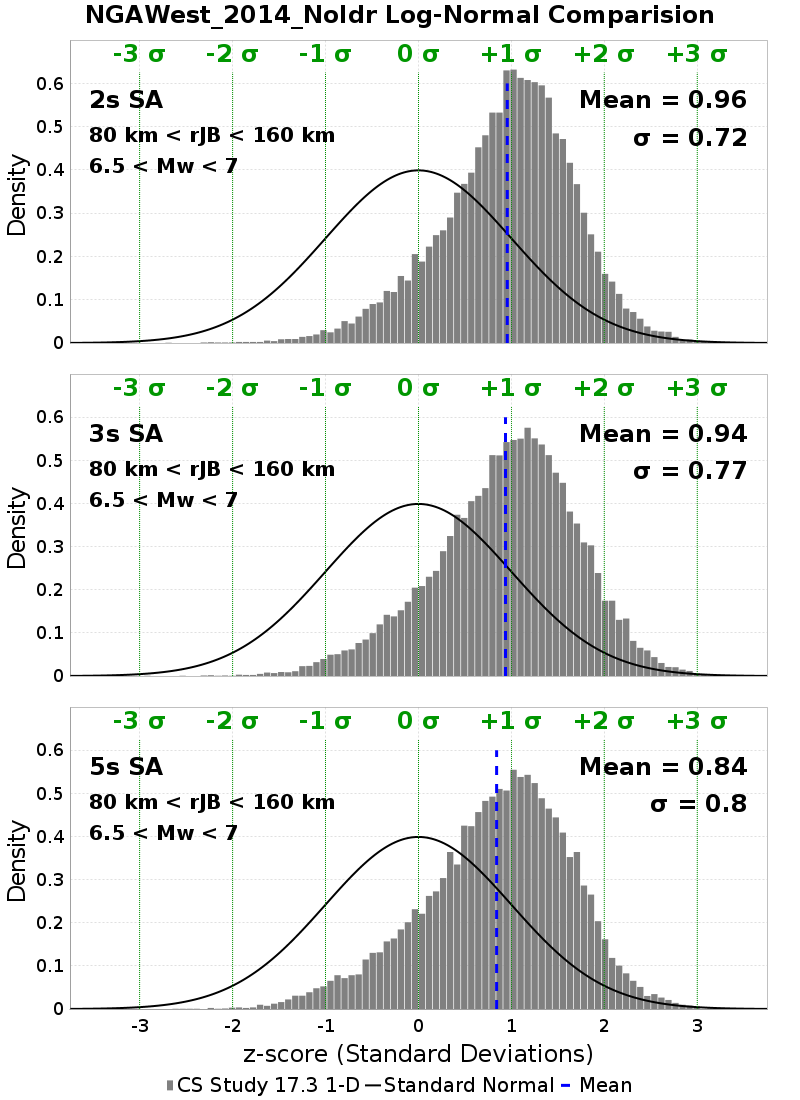 NGAWest_2014_NoIdr Log-Normal Comparision
-3 σ -2 σ -1 σ 0 σ +1 σ +2 σ +3 σ
2s SA
Mean = 0.96
80 km < rJB < 160 km
σ = 0.72
6.5 < Mw < 7
Density
0.6
0.5
0.4
0.3
0.2
0.1
0
-3 σ -2 σ -1 σ 0 σ +1 σ +2 σ +3 σ
3s SA
Mean = 0.94
80 km < rJB < 160 km
σ = 0.77
6.5 < Mw < 7
Density
0.6
0.5
0.4
0.3
0.2
0.1
0
-3 σ -2 σ -1 σ 0 σ +1 σ +2 σ +3 σ
5s SA
Mean = 0.84
80 km < rJB < 160 km
σ = 0.8
6.5 < Mw < 7
Density
0.6
0.5
0.4
0.3
0.2
0.1
0
-3 -2 -1 0 1 2 3
z-score (Standard Deviations)
CS Study 17.3 1-D Standard Normal Mean